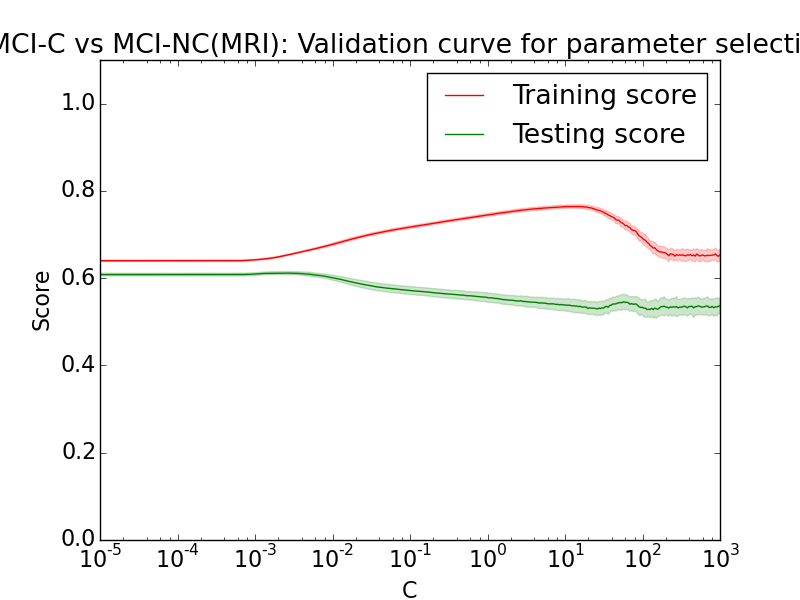 MCI-C vs MCI-NC(MRI): Validation curve for parameter selecti
Training score
Testing score
1.0
0.8
0.6
0.4
0.2
0.0
Score
10^-5 10^-4 10^-3 10^-2 10^-1 10^0 10^1 10^2 10^3
C